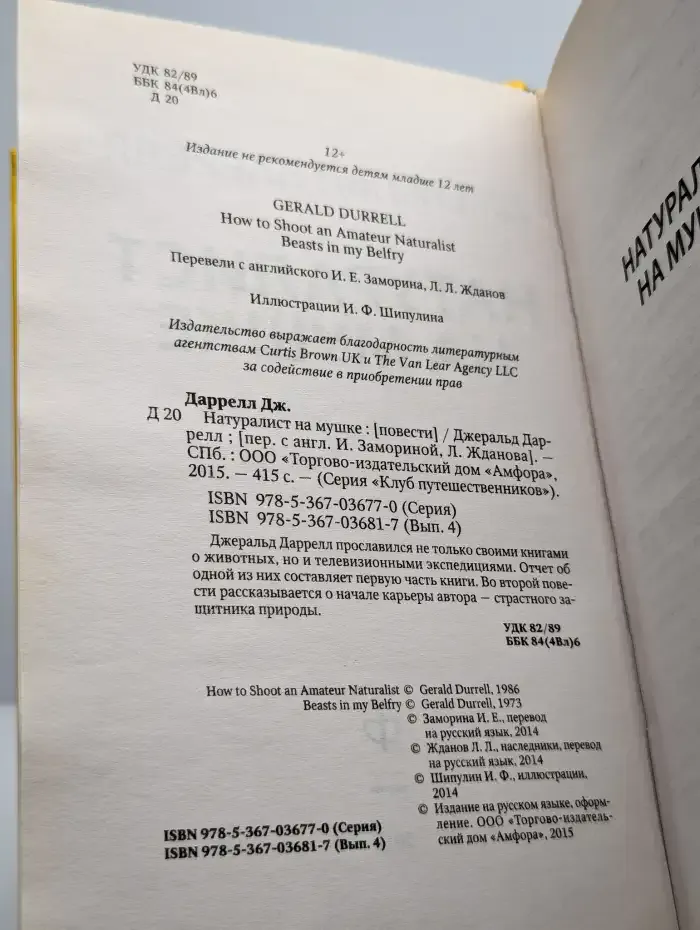 УДК 82/89
ББК 84(4Вл)6
Д 20
12+
Издание не рекомендуется детям младше 12 лет
GERALD DURRELL
How to Shoot an Amateur Naturalist
Beasts in my Belfry
Перевели с английского И. Е. Заморина, Л. Л. Жданов
Иллюстрации И. Ф. Шипулина
Издательство выражает благодарность литературным
агентствам Curtis Brown UK и The Van Lear Agency LLC
за содействие в приобретении прав
Даррелл Дж.
Д 20 Натуралист на мушке : [повести] / Джеральд Дар-
релл ; [пер. с англ. И. Замориной, Л. Жданова]. —
СПб. : ООО «Торгово-издательский дом «Амфора»,
2015. — 415 с. — (Серия «Клуб путешественников»).
ISBN 978-5-367-03677-0 (Серия)
ISBN 978-5-367-03681-7 (Вып. 4)
Джеральд Даррелл прославился не только своими книгами
о животных, но и телевизионными экспедициями. Отчет об
одной из них составляет первую часть книги. Во второй пове-
сти рассказывается о начале карьеры автора — страстного за-
щитника природы.
УДК 82/89
ББК 84(4Вл)6
How to Shoot an Amateur Naturalist © Gerald Durrell, 1986
Beasts in my Belfry © Gerald Durrell, 1973
© Заморина И. Е., перевод
на русский язык, 2014
© Жданов Л. Л., наследники, перевод
на русский язык, 2014
© Шипулин И. Ф., иллюстрации,
2014
© Издание на русском языке, оформ-
ление. ООО «Торгово-издатель-
ский дом «Амфора», 2015
ISBN 978-5-367-03677-0 (Серия)
ISBN 978-5-367-03681-7 (Вып. 4)
НАТУРАЛ
НА МУ